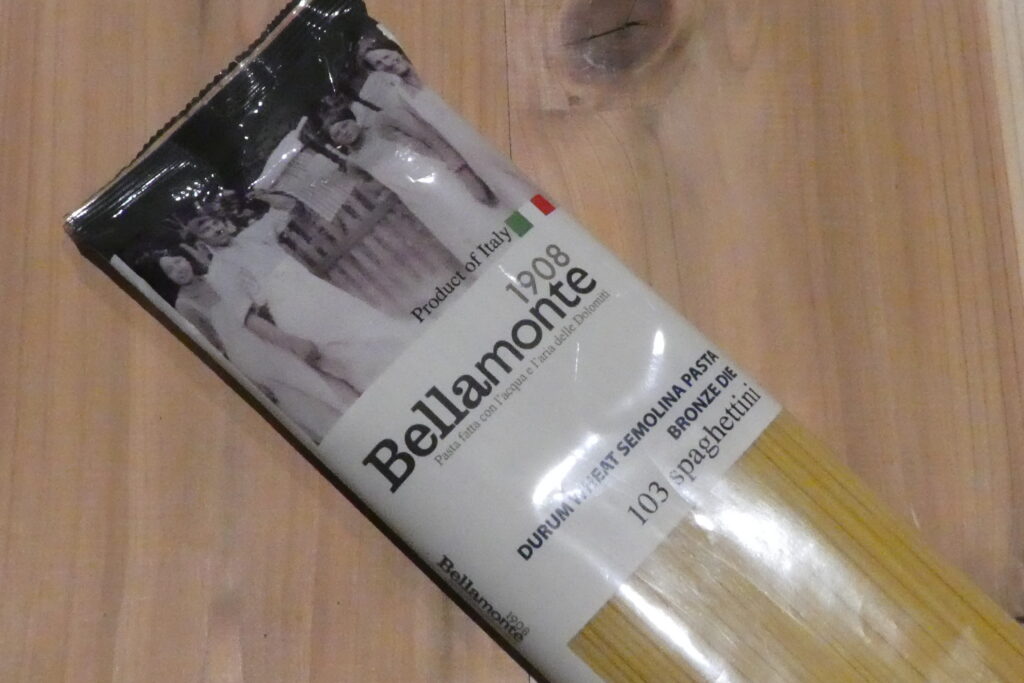 Product of Italy
1908
Bellamonte
Pasta fatta con l'acqua e l'aria delle Dolomiti
DURUM WHEAT SEMOLINA PASTA
BRONZE DIE
103 spaghettini
Bellamonte
1908